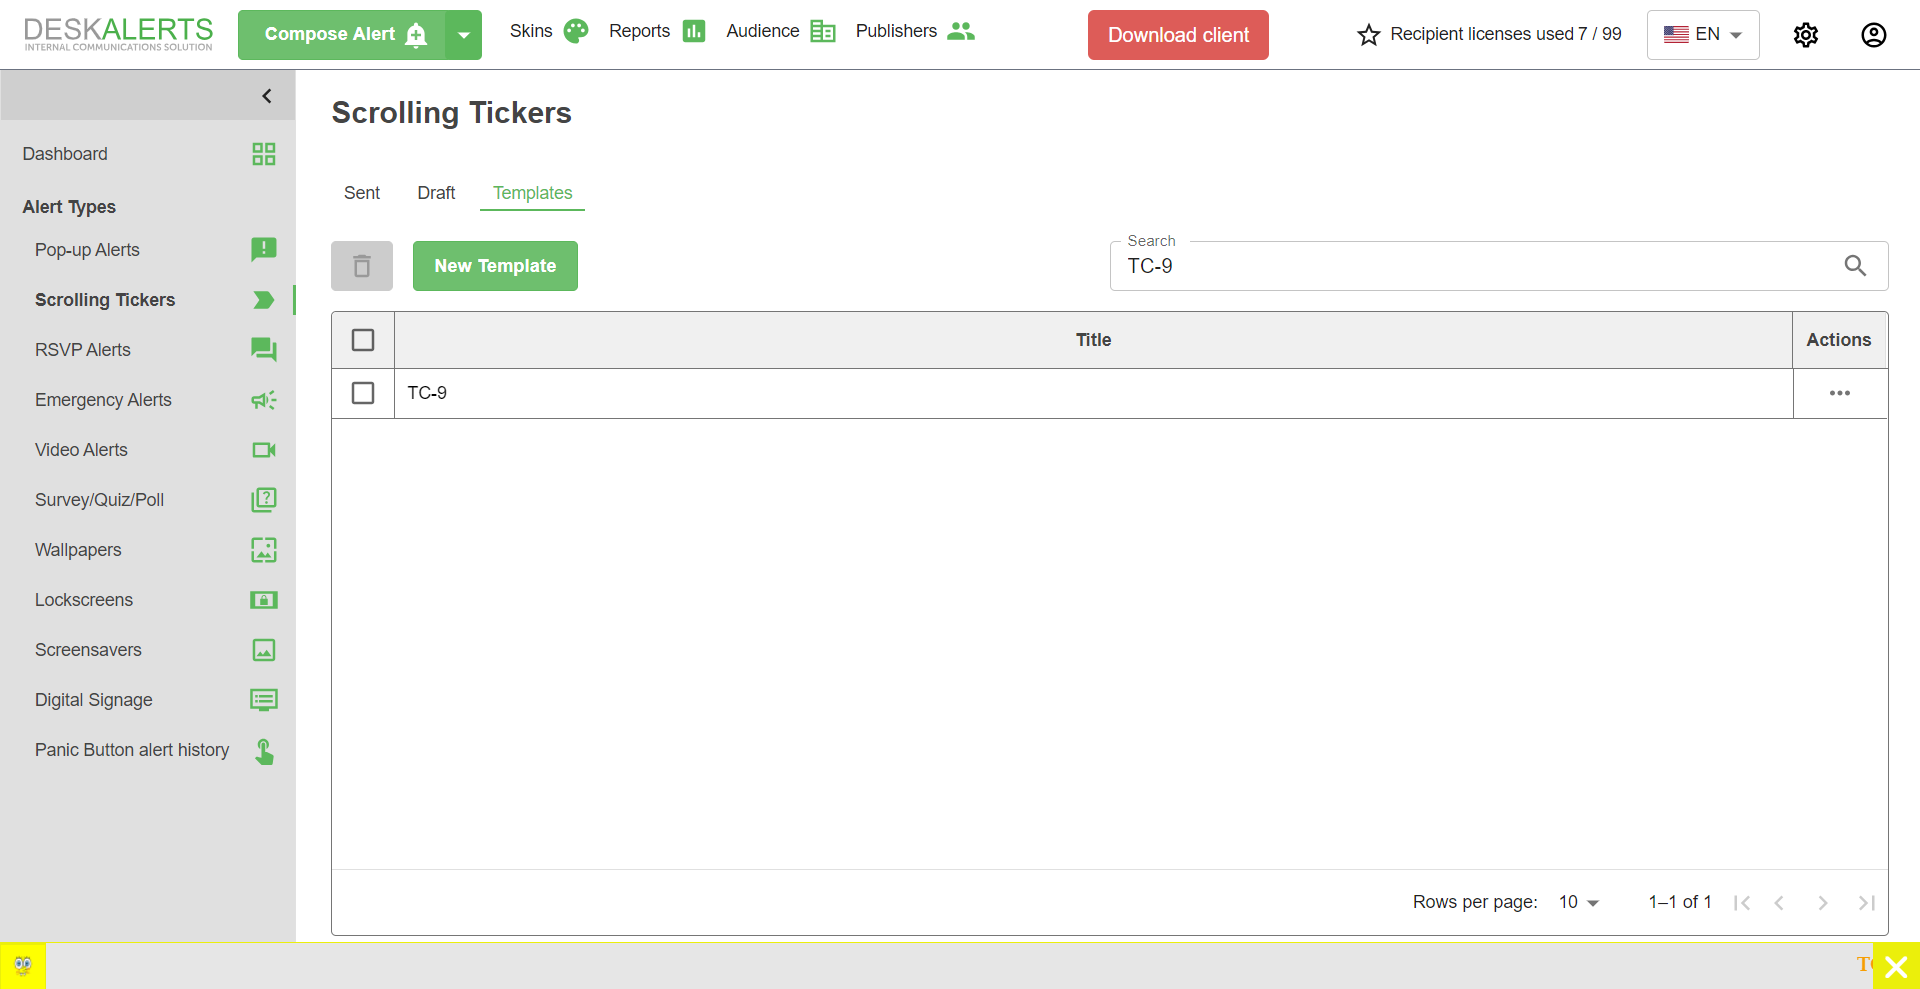 DESKALERTS
INTERNAL COMMUNICATIONS SOLUTION
Compose Alert
Skins
Reports
Audience
Publishers
Download client
Recipient licenses used 7 / 99
EN
Dashboard
Alert Types
Pop-up Alerts
Scrolling Tickers
RSVP Alerts
Emergency Alerts
Video Alerts
Survey/Quiz/Poll
Wallpapers
Lockscreens
Screensavers
Digital Signage
Panic Button alert history
Scrolling Tickers
Sent
Draft
Templates
New Template
Search
TC-9
Title
Actions
TC-9
Rows per page:
10
1–1 of 1